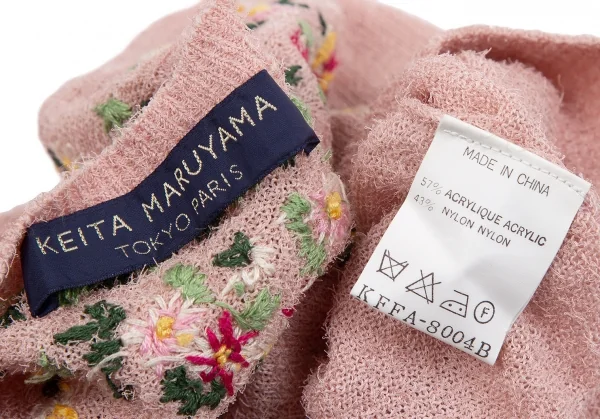 KEITA MARUYAMA
TOKYO PARIS
MADE IN CHINA
57% ACRYLIQUE ACRYLIC
43% NYLON NYLON
F
KFFA-8004B